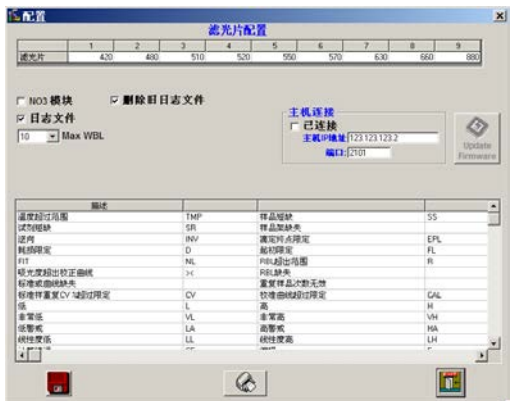 配置
滤光片配置
1 2 3 4 5 6 7 8 9
滤光片 420 480 510 520 550 570 630 660 880
NO3 模块 删除旧日志文件
日志文件
10 Max WBL
主机连接
已连接
主机IP地址 123.123.123.2
端口: 2101
Update
Firmware
描述
温度超过范围 TMP 样品短缺 SS
试剂短缺 SR 样品架缺失
逆向 INV 滴定终点限定 EPL
耗损限定 D 起初限定 FL
FIT NL RBL超出范围 R
吸光度超出校正曲线 >< RBL缺失
标准或曲线缺失 重复样品次数无效
标准样重复CV %超过限定 CV 校准曲线超过限定 CAL
低 L 高 H
非常低 VL 非常高 VH
低警戒 LA 高警戒 HA
线性度低 LL 线性度高 LH